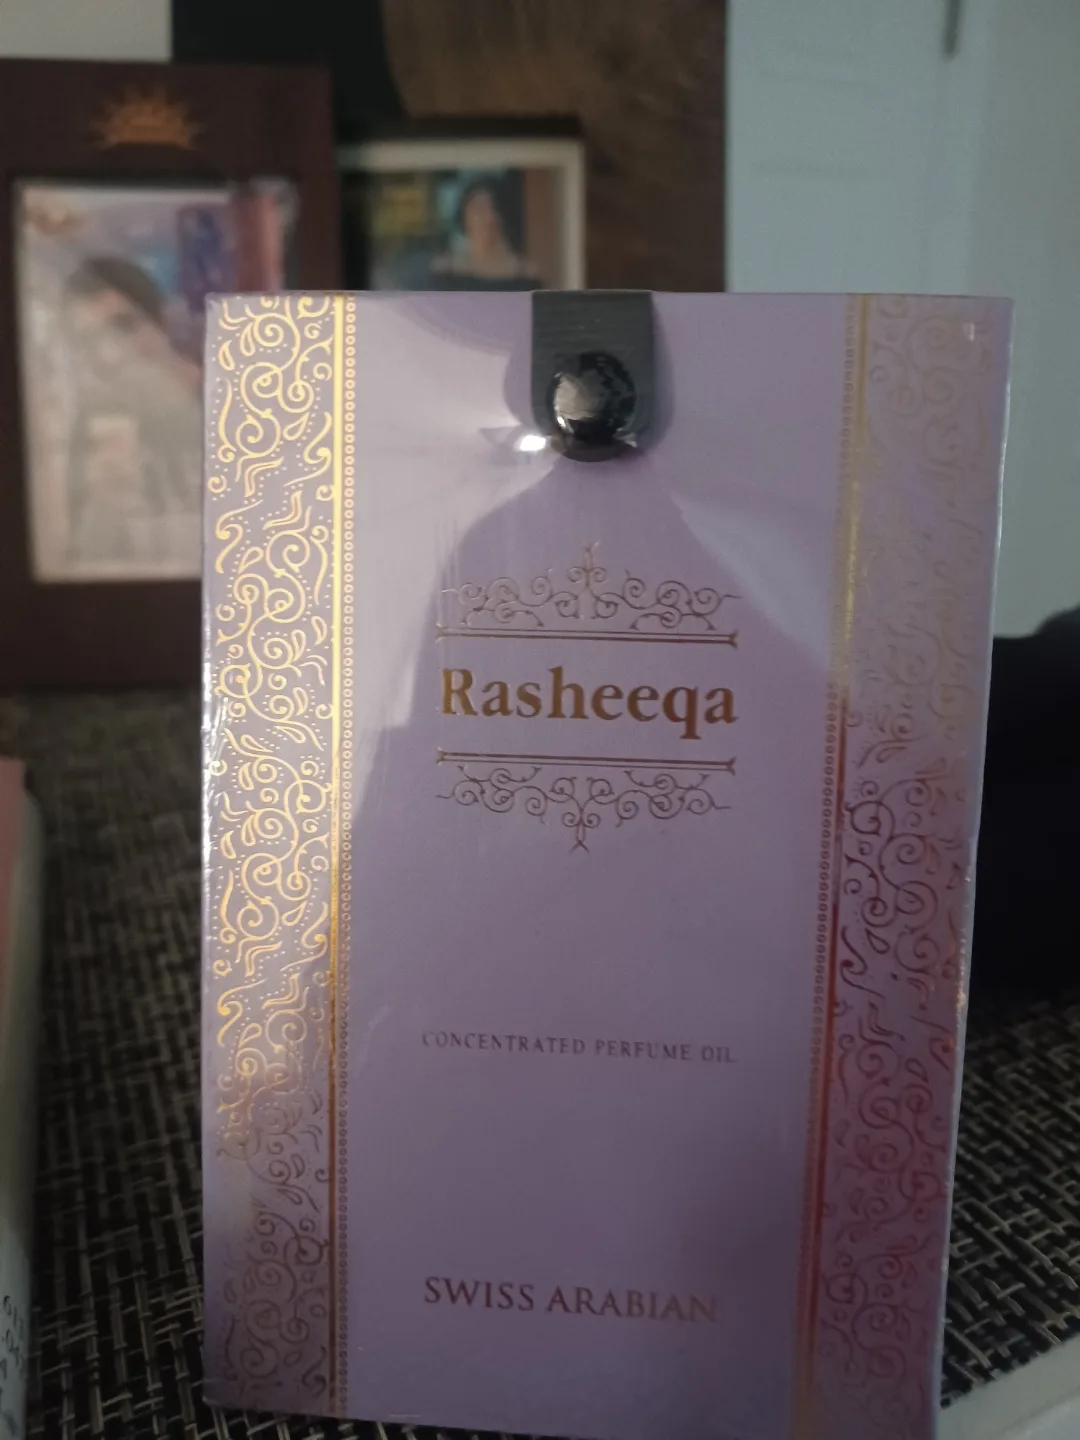 Rasheeqa
CONCENTRATED PERFUME OIL
SWISS ARABIAN